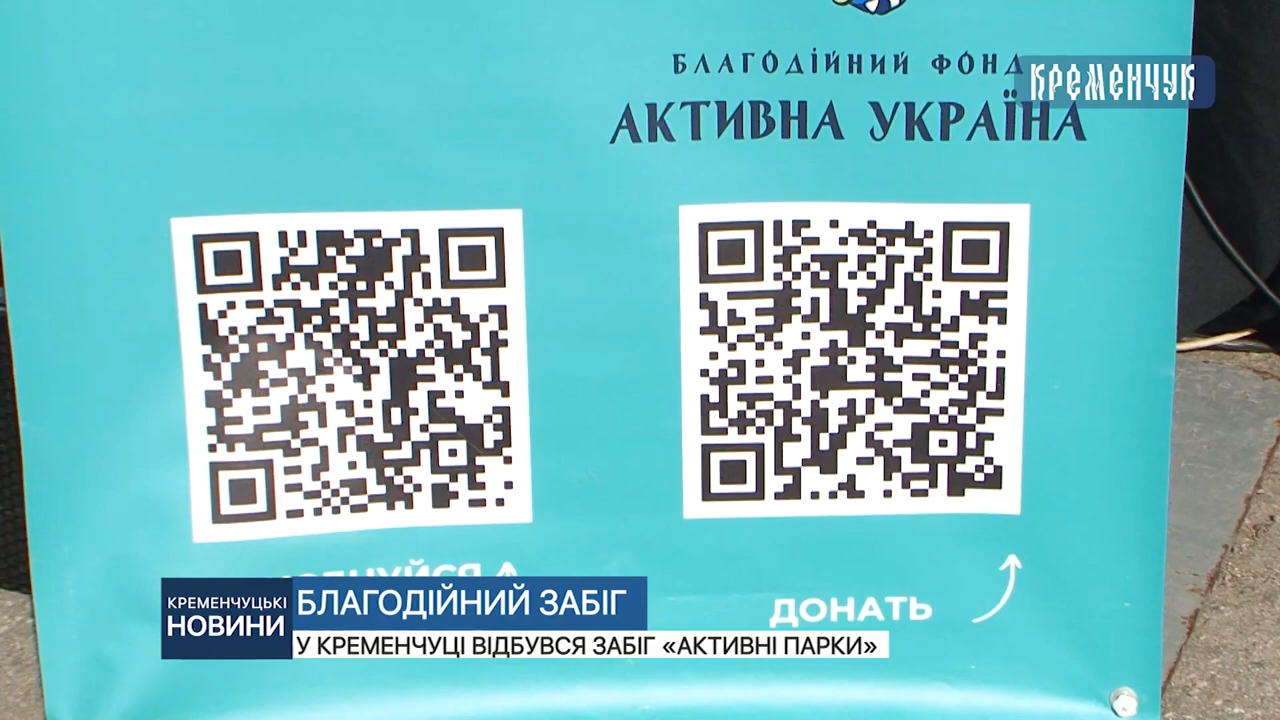 БЛАГОДІЙНИЙ ФОНД
КРЕМЕНЧУК
АКТИВНА УКРАЇНА
ДОНАТЬ
КРЕМЕНЧУЦЬКІ
НОВИНИ
БЛАГОДІЙНИЙ ЗАБІГ
У КРЕМЕНЧУЦІ ВІДБУВСЯ ЗАБІГ «АКТИВНІ ПАРКИ»